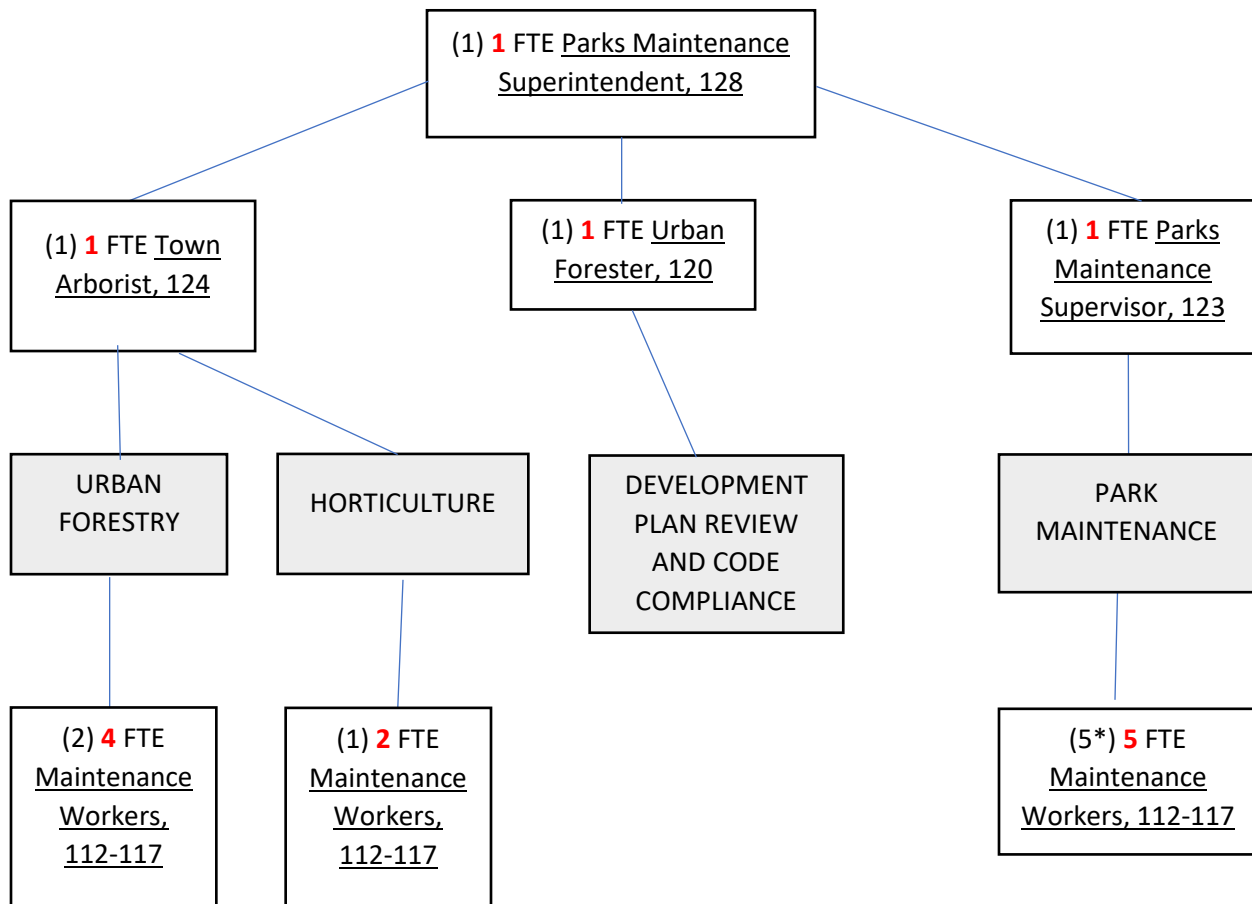 (1) 1 FTE Parks Maintenance
Superintendent, 128
(1) 1 FTE Town
Arborist, 124
(1) 1 FTE Urban
Forester, 120
(1) 1 FTE Parks
Maintenance
Supervisor, 123
URBAN
FORESTRY
HORTICULTURE
DEVELOPMENT
PLAN REVIEW
AND CODE
COMPLIANCE
PARK
MAINTENANCE
(2) 4 FTE
Maintenance
Workers,
112-117
(1) 2 FTE
Maintenance
Workers,
112-117
(5*) 5 FTE
Maintenance
Workers, 112-117